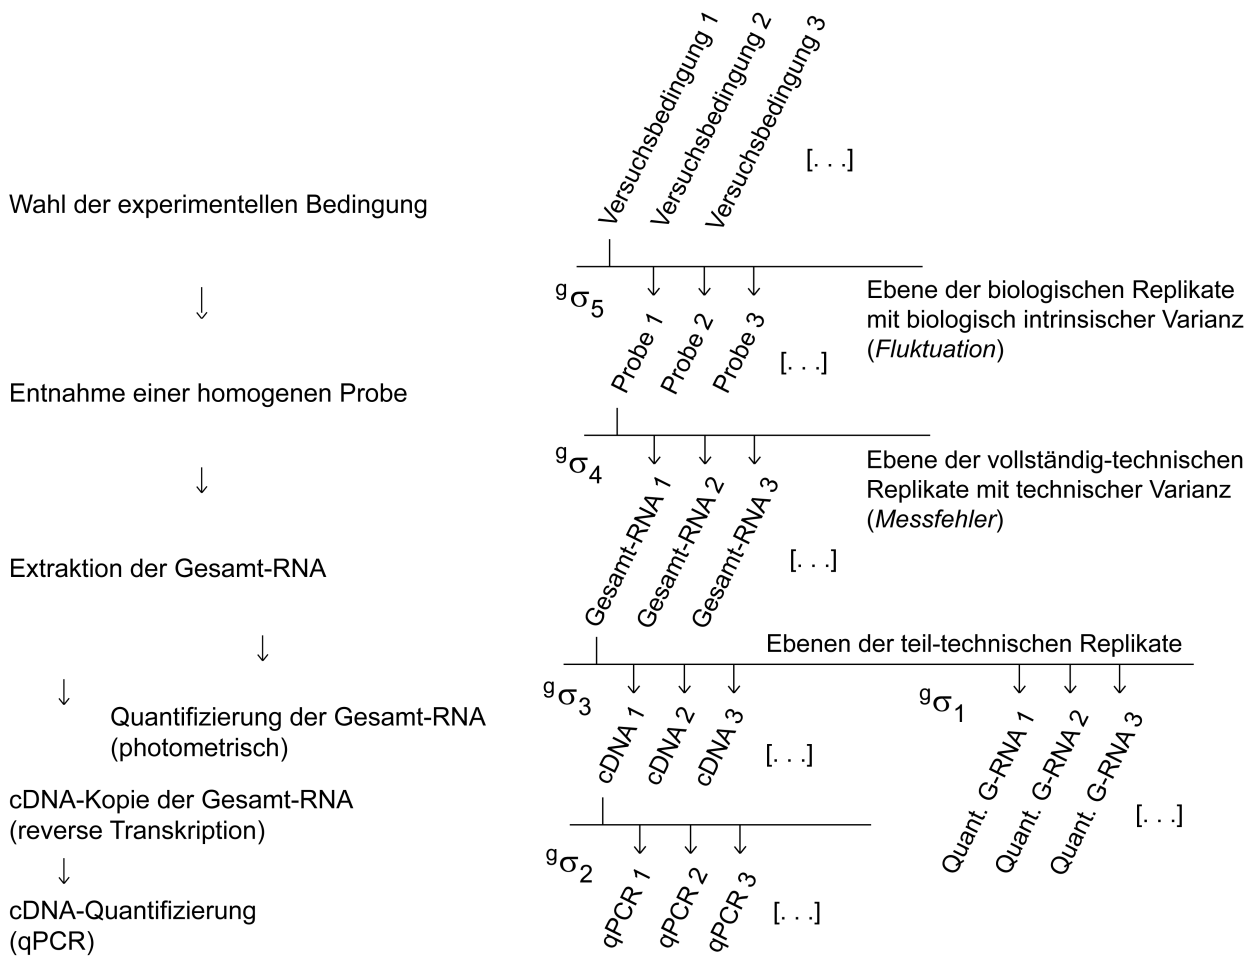 Versuchsbedingung 1
Versuchsbedingung 2
Versuchsbedingung 3
[. . .]
Wahl der experimentellen Bedingung
gσ5
Ebene der biologischen Replikate
mit biologisch intrinsischer Varianz
(Fluktuation)
Probe 1
Probe 2
Probe 3
[. . .]
Entnahme einer homogenen Probe
gσ4
Ebene der vollständig-technischen
Replikate mit technischer Varianz
(Messfehler)
Gesamt-RNA 1
Gesamt-RNA 2
Gesamt-RNA 3
[. . .]
Extraktion der Gesamt-RNA
Ebenen der teil-technischen Replikate
gσ3
gσ1
Quantifizierung der Gesamt-RNA
(photometrisch)
cDNA 1
cDNA 2
cDNA 3
[. . .]
Quant. G-RNA 1
Quant. G-RNA 2
Quant. G-RNA 3
[. . .]
cDNA-Kopie der Gesamt-RNA
(reverse Transkription)
gσ2
cDNA-Quantifizierung
(qPCR)
qPCR 1
qPCR 2
qPCR 3
[. . .]